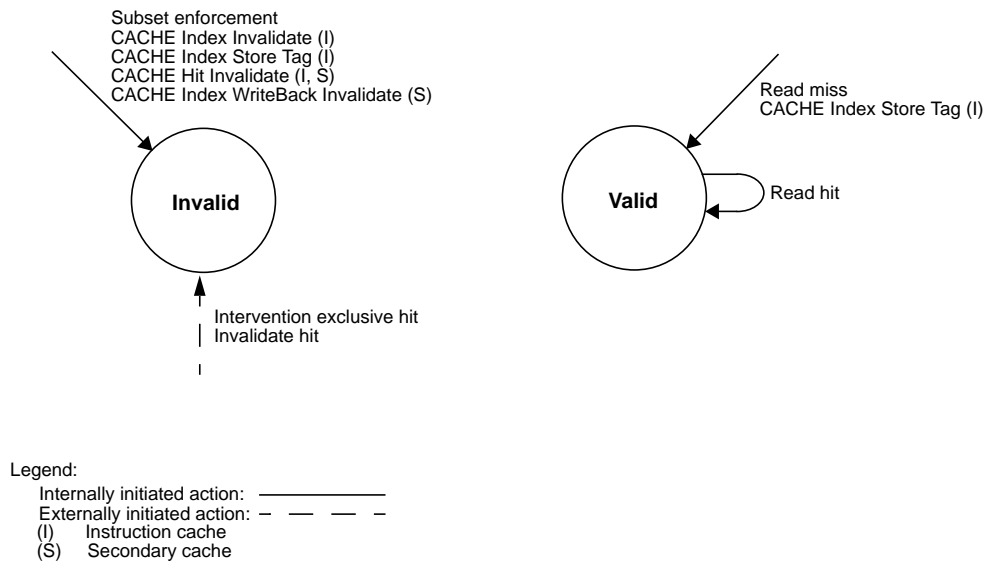 Subset enforcement
CACHE Index Invalidate (I)
CACHE Index Store Tag (I)
CACHE Hit Invalidate (I, S)
CACHE Index WriteBack Invalidate (S)
Invalid
Intervention exclusive hit
Invalidate hit
Read miss
CACHE Index Store Tag (I)
Valid
Read hit
Legend:
Internally initiated action:
Externally initiated action:
(I) Instruction cache
(S) Secondary cache